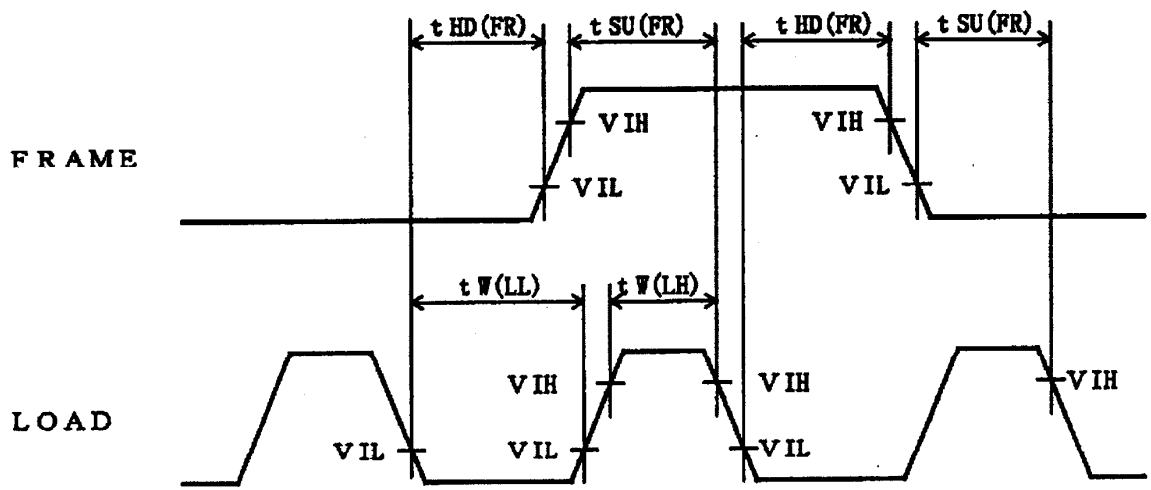 t HD(FR) t SU(FR) t HD(FR) t SU(FR)
VIH VIH
FRAME
VIL VIL
t W(LL) t W(LH)
VIH VIH VIH
LOAD
VIL VIL VIL